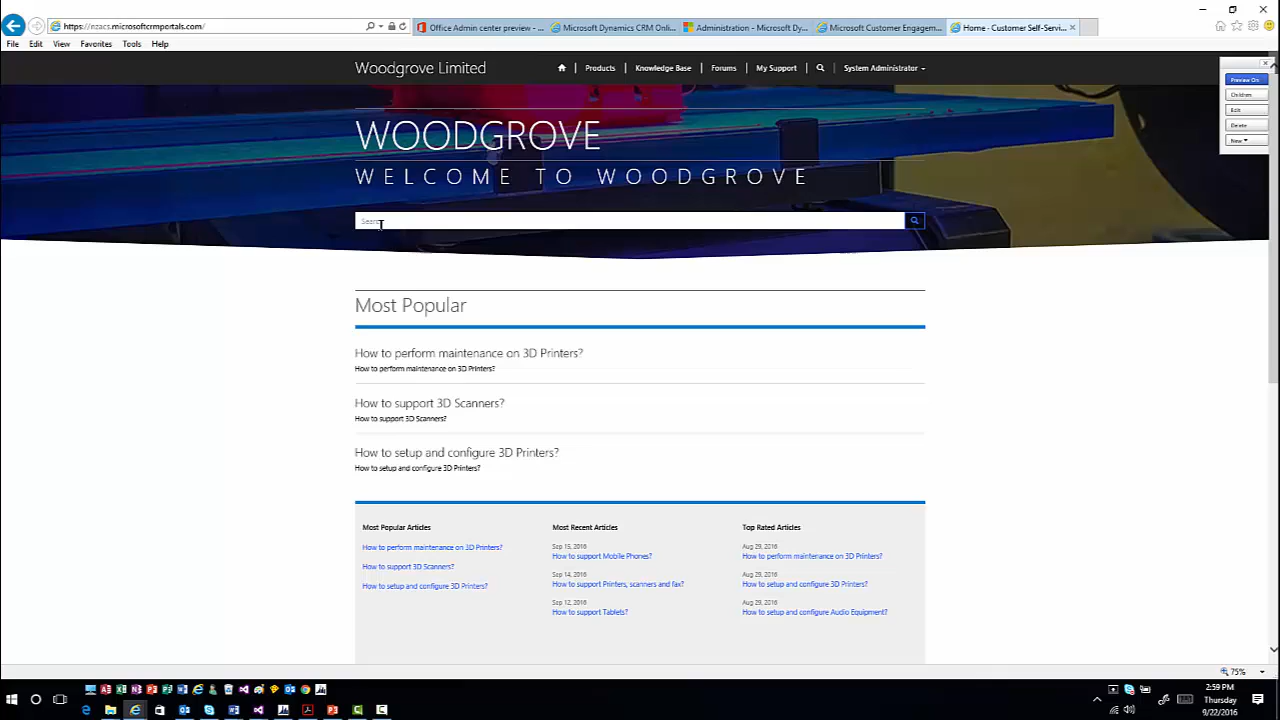 https://nzacs.microsoftcrmportals.com/
Office Admin center preview - ...
Microsoft Dynamics CRM Onli...
Administration - Microsoft Dy...
Microsoft Customer Engagem...
Home - Customer Self-Servi...
File Edit View Favorites Tools Help
Woodgrove Limited
Products
Knowledge Base
Forums
My Support
System Administrator
Preview On
Children
Edit
Delete
New
WOODGROVE
WELCOME TO WOODGROVE
Search
Most Popular
How to perform maintenance on 3D Printers?
How to perform maintenance on 3D Printers?
How to support 3D Scanners?
How to support 3D Scanners?
How to setup and configure 3D Printers?
How to setup and configure 3D Printers?
Most Popular Articles
How to perform maintenance on 3D Printers?
How to support 3D Scanners?
How to setup and configure 3D Printers?
Most Recent Articles
Sep 15, 2016
How to support Mobile Phones?
Sep 14, 2016
How to support Printers, scanners and fax?
Sep 12, 2016
How to support Tablets?
Top Rated Articles
Aug 29, 2016
How to perform maintenance on 3D Printers?
Aug 29, 2016
How to setup and configure 3D Printers?
Aug 29, 2016
How to setup and configure Audio Equipment?
75%
2:59 PM
Thursday
9/22/2016